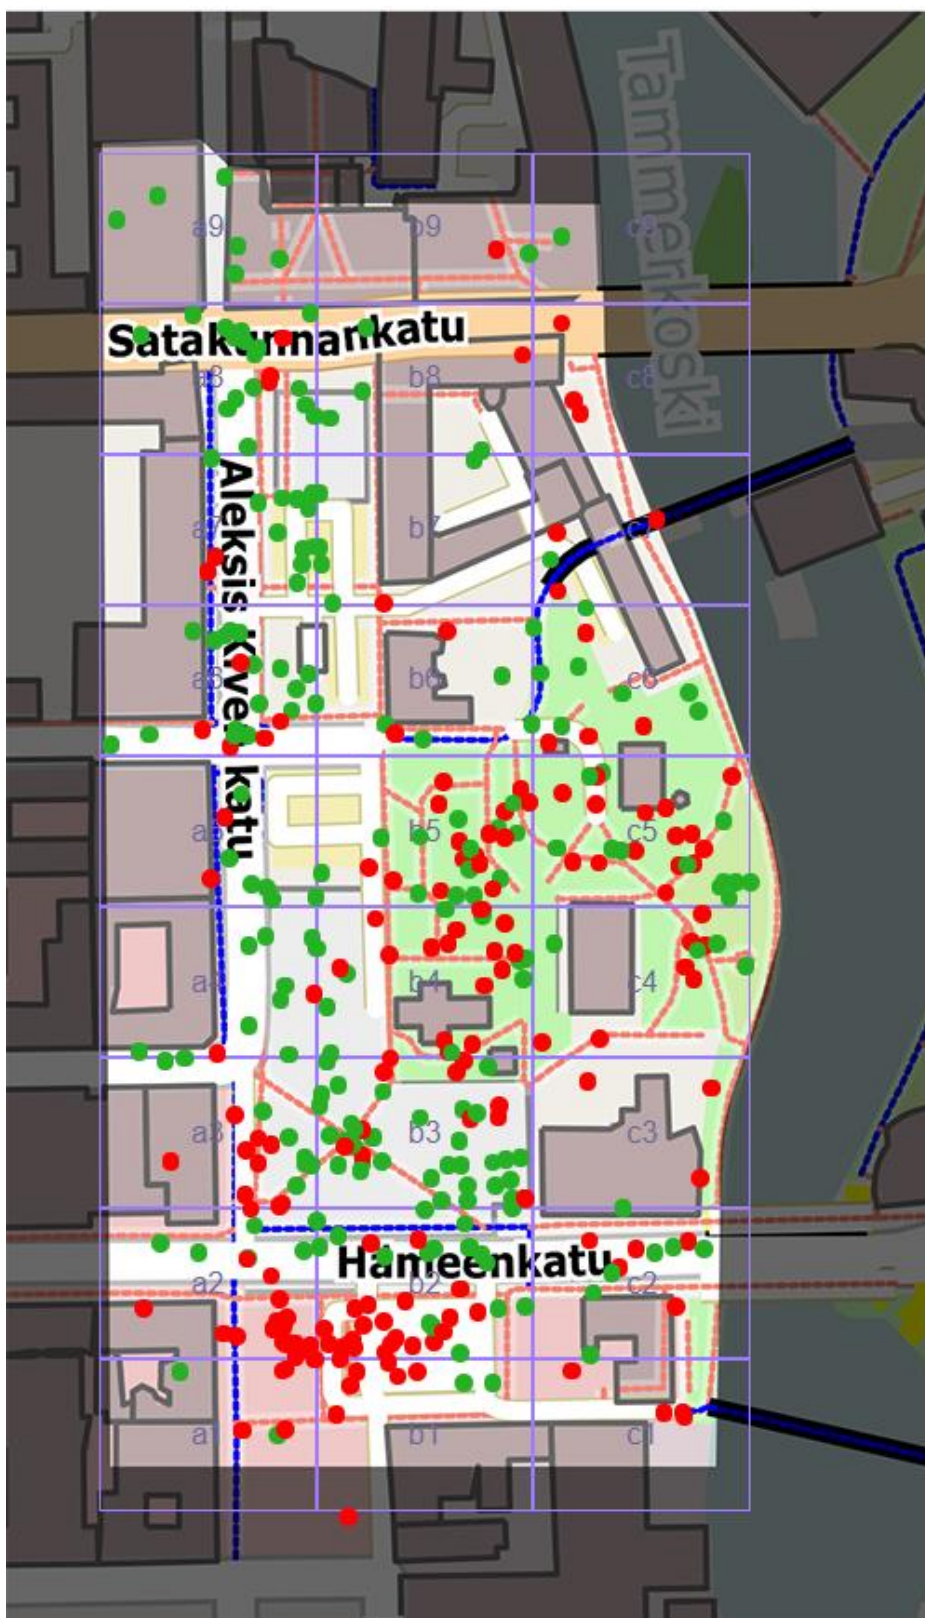 Tammerkoski
a9
b9
c9
Satakunnankatu
a8
b8
c8
Aleksis Kiven katu
a7
b7
c7
a6
b6
c6
a5
b5
c5
a4
b4
c4
a3
b3
c3
Hämeenkatu
a2
b2
c2
a1
b1
c1